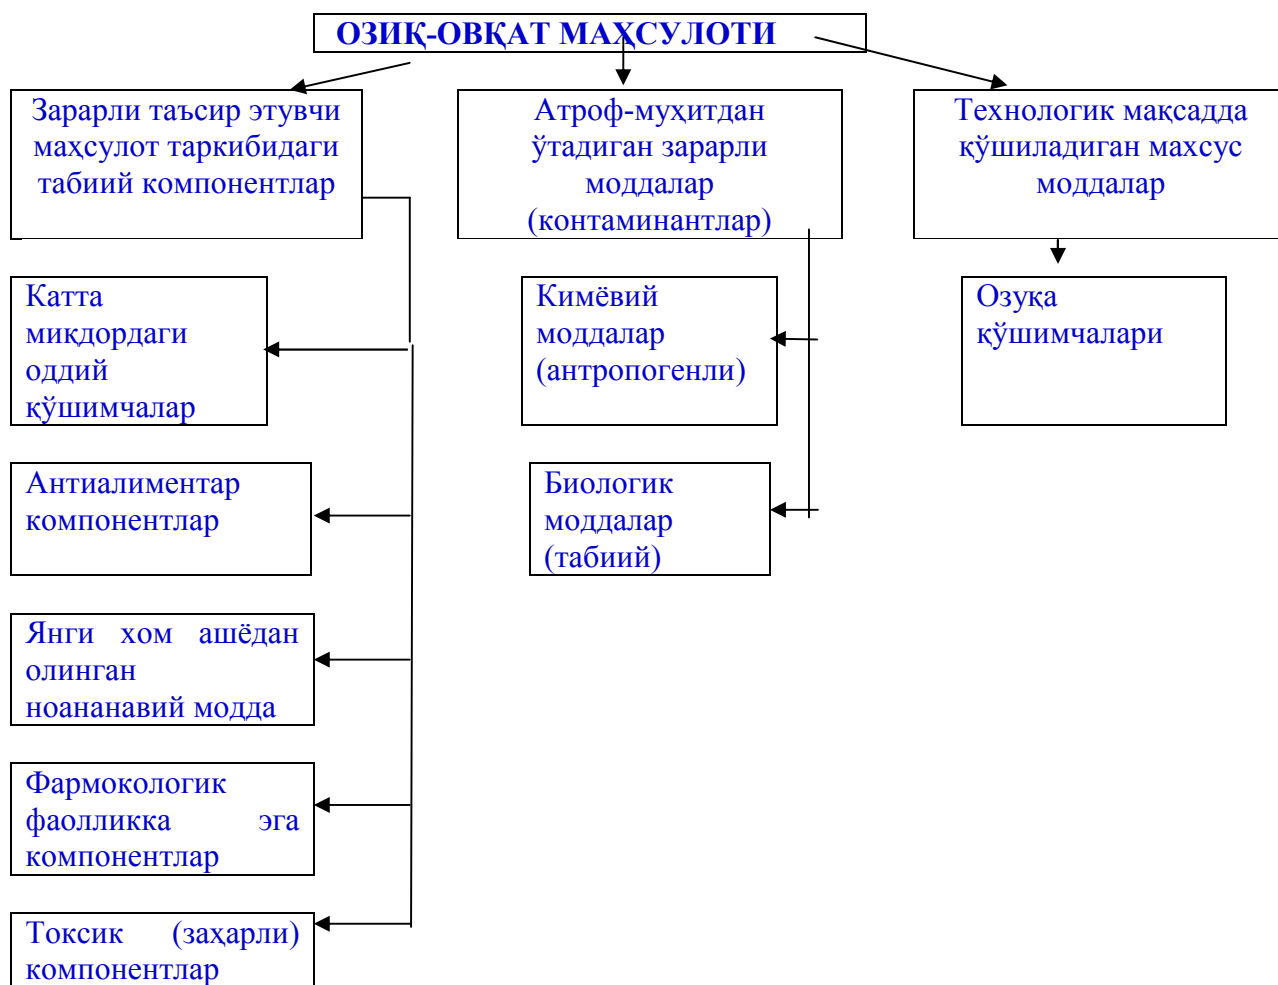 ОЗИҚ-ОВҚАТ МАҲСУЛОТИ
Зарарли таъсир этувчи
маҳсулот таркибидаги
табиий компонентлар
Атроф-муҳитдан
ўтадиган зарарли
моддалар
(контаминантлар)
Технологик мақсадда
қўшиладиган махсус
моддалар
Катта
миқдордаги
оддий
қўшимчалар
Кимёвий
моддалар
(антропогенли)
Озуқа
қўшимчалари
Антиалиментар
компонентлар
Биологик
моддалар
(табиий)
Янги хом ашёдан
олинган
ноананавий модда
Фармокологик
фаолликка эга
компонентлар
Токсик (заҳарли)
компонентлар